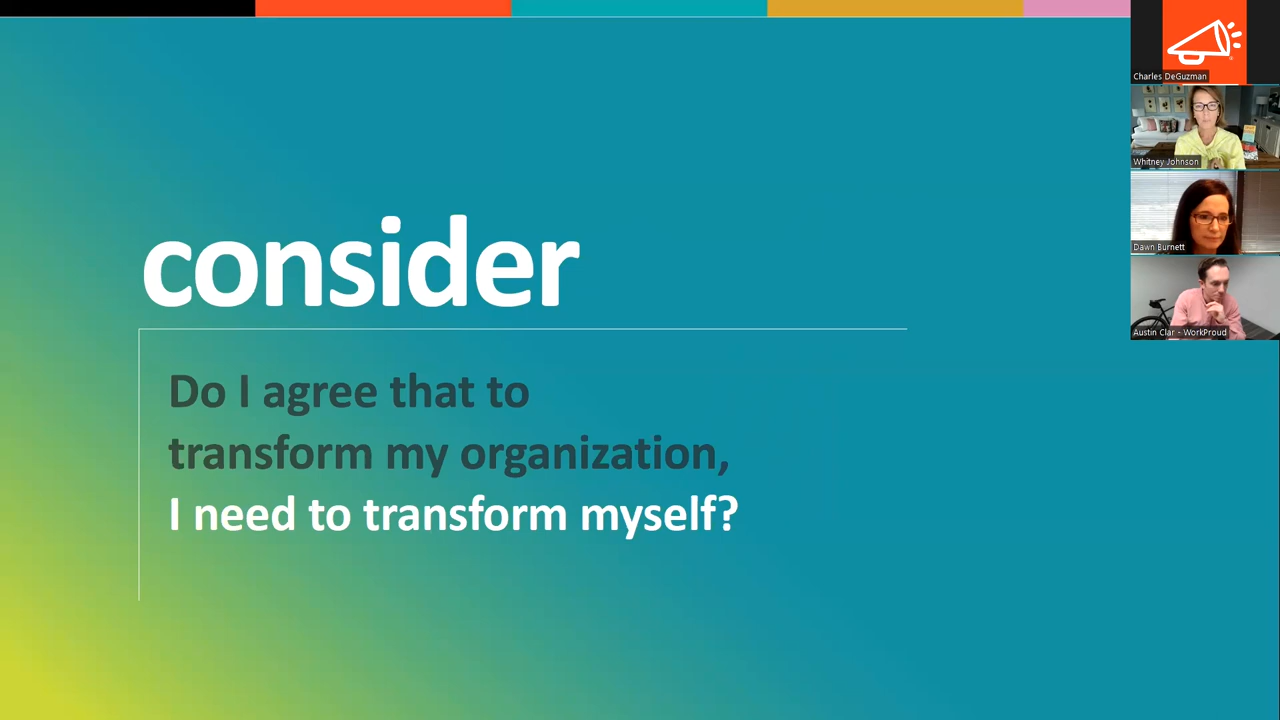 consider
Do I agree that to
transform my organization,
I need to transform myself?
Charles DeGuzman
Whitney Johnson
Dawn Burnett
Austin Clar - WorkProud